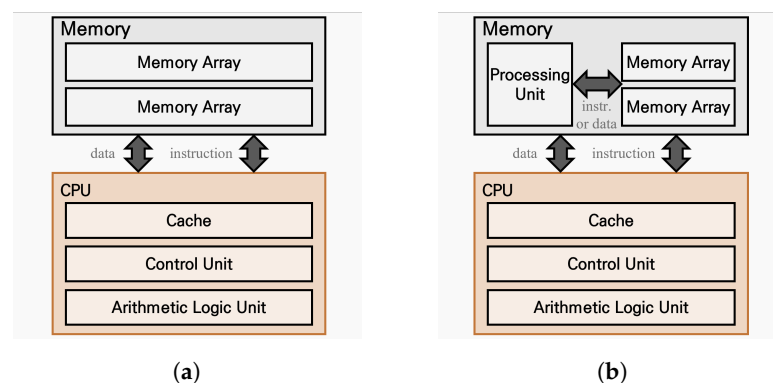 Memory
Memory Array
Memory Array
data
instruction
CPU
Cache
Control Unit
Arithmetic Logic Unit
(a)
Memory
Processing
Unit
Memory Array
Memory Array
instr.
or data
data
instruction
CPU
Cache
Control Unit
Arithmetic Logic Unit
(b)